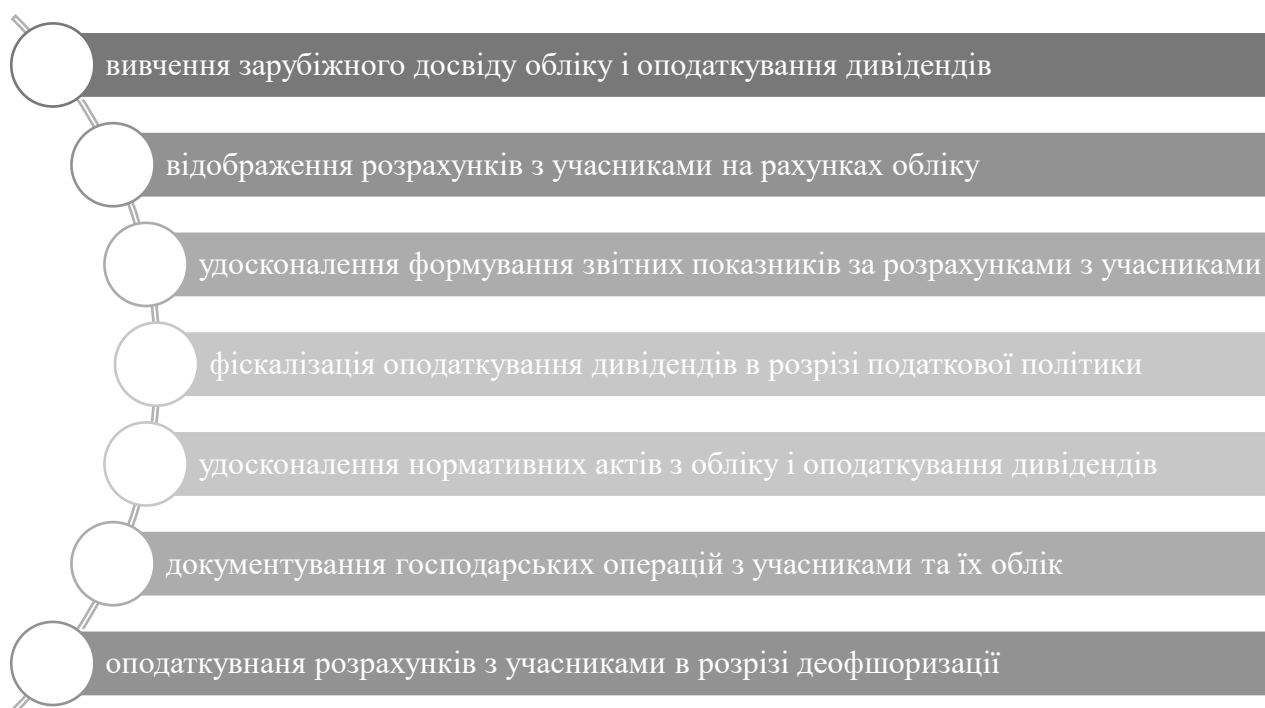 вивчення зарубіжного досвіду обліку і оподаткування дивідендів
відображення розрахунків з учасниками на рахунках обліку
удосконалення формування звітних показників за розрахунками з учасниками
фіскалізація оподаткування дивідендів в розрізі податкової політики
удосконалення нормативних актів з обліку і оподаткування дивідендів
документування господарських операцій з учасниками та їх облік
оподаткувнаня розрахунків з учасниками в розрізі деофшоризації